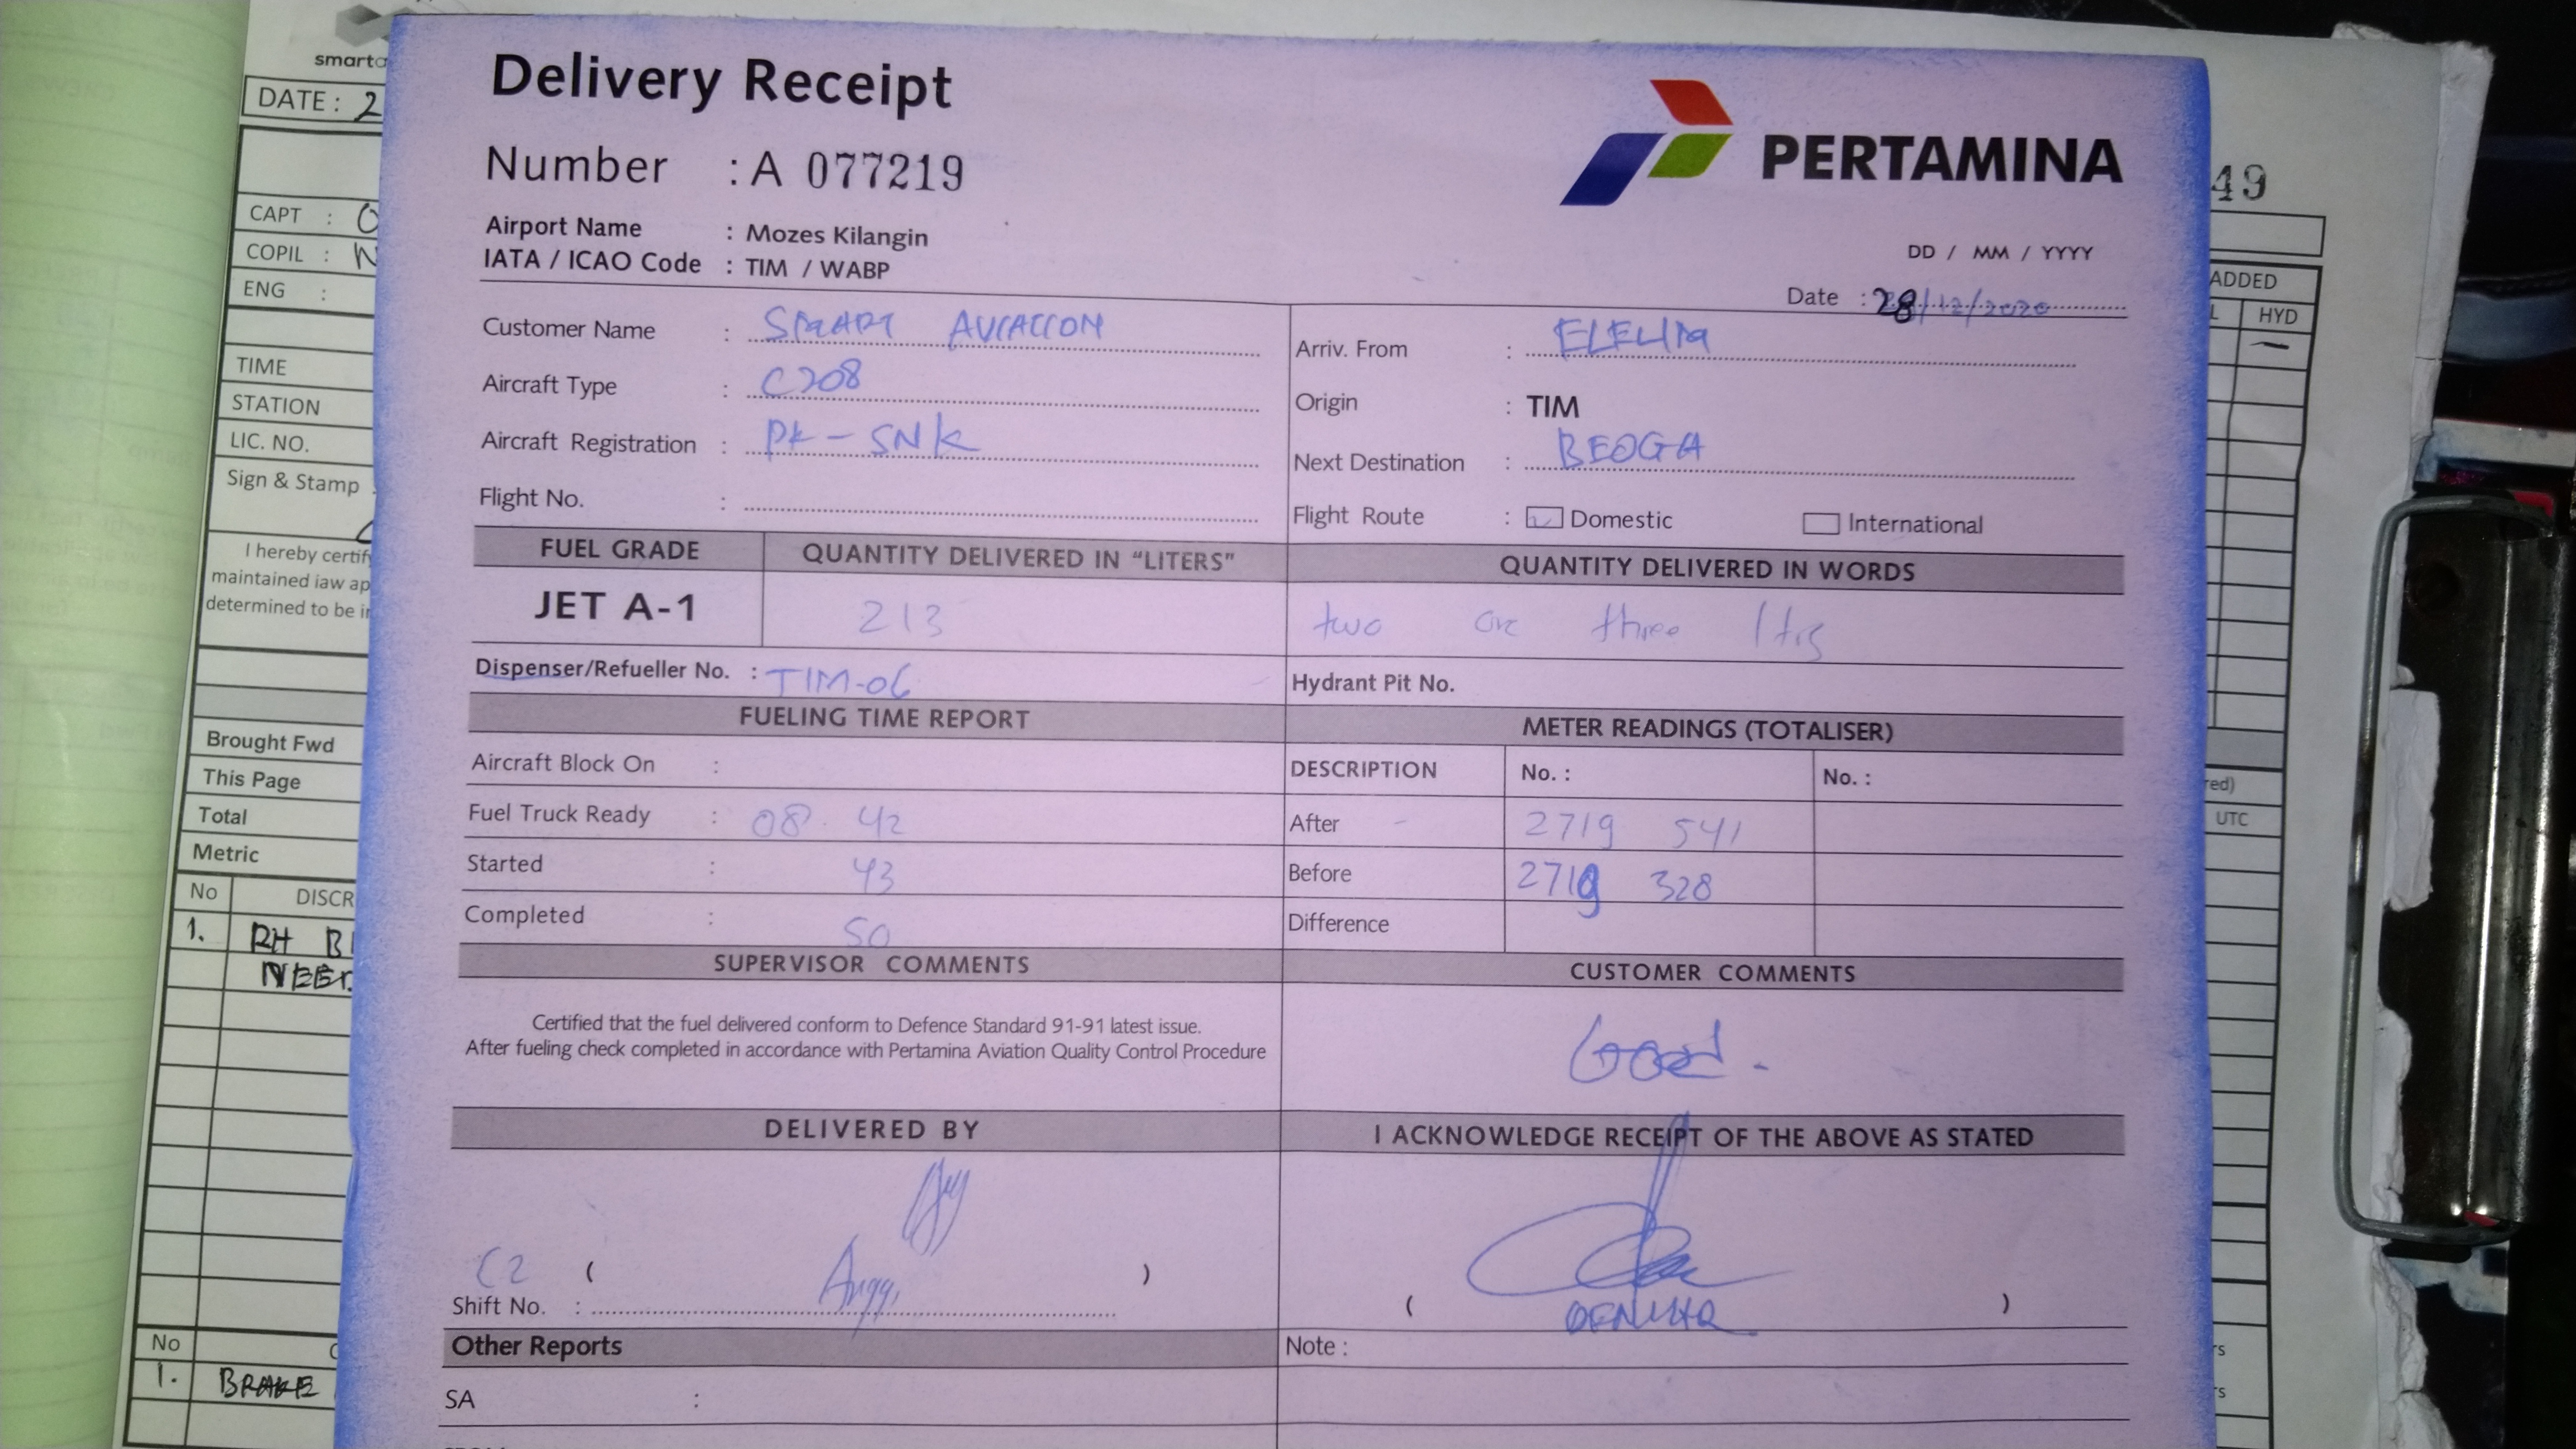 smarta
DATE : 2
CAPT :
COPIL :
ENG :
TIME
STATION
LIC. NO.
Sign & Stamp
I hereby certify
maintained iaw ap
determined to be
Brought Fwd
This Page
Total
Metric
No DISCR
1. RH
No
1. BRAKE
Delivery Receipt
PERTAMINA
Number : A 077219
Airport Name : Mozes Kilangin
IATA / ICAO Code : TIM / WABP
DD / MM / YYYY
Date : 28/12/2020
Customer Name : SMART AVIATION
Arriv. From : ELELIM
Aircraft Type : C208
Origin : TIM
Aircraft Registration : PK - SNK
Next Destination : BEOGA
Flight No. :
Flight Route : Domestic International
FUEL GRADE QUANTITY DELIVERED IN "LITERS" QUANTITY DELIVERED IN WORDS
JET A-1 213 two one three ltrs
Dispenser/Refueller No. : TIM-06 Hydrant Pit No.
FUELING TIME REPORT METER READINGS (TOTALISER)
Aircraft Block On : DESCRIPTION No. : No. :
Fuel Truck Ready : 08 42 After - 2719 541
Started : 43 Before 2719 328
Completed : 50 Difference
SUPERVISOR COMMENTS CUSTOMER COMMENTS
Certified that the fuel delivered conform to Defence Standard 91-91 latest issue.
After fueling check completed in accordance with Pertamina Aviation Quality Control Procedure
Good.
DELIVERED BY I ACKNOWLEDGE RECEIPT OF THE ABOVE AS STATED
C2 ( )
Shift No. : ( )
Other Reports Note :
SA :
49
ADDED
L HYD
red)
UTC